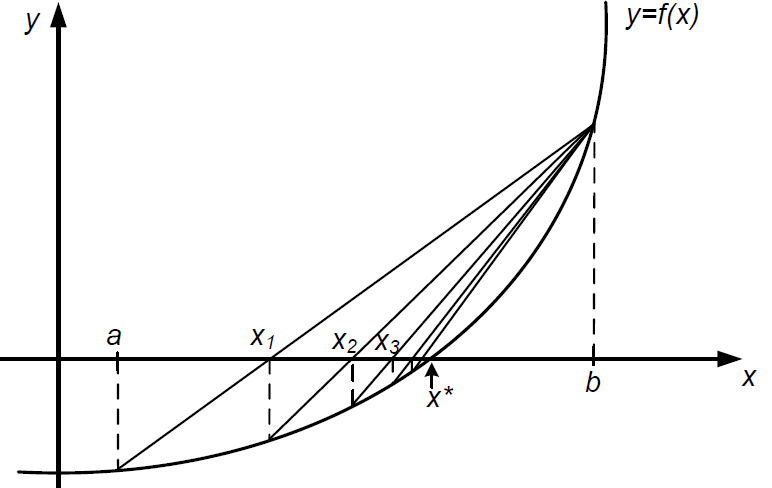 y
y=f(x)
a
x₁
x₂
x₃
x
x*
b